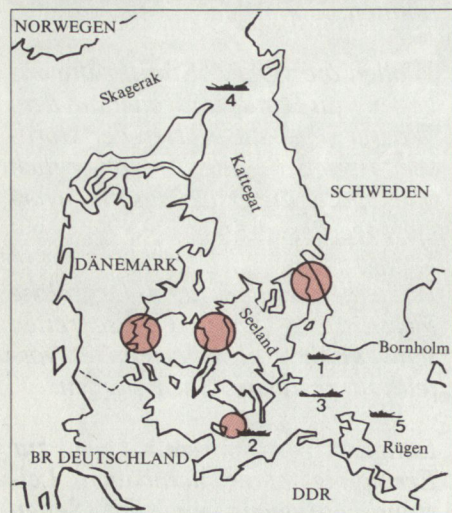 NORWEGEN
Skagerak
4
Kattegat
SCHWEDEN
DÄNEMARK
Seeland
Bornholm
1
3
5
2
Rügen
BR DEUTSCHLAND
DDR